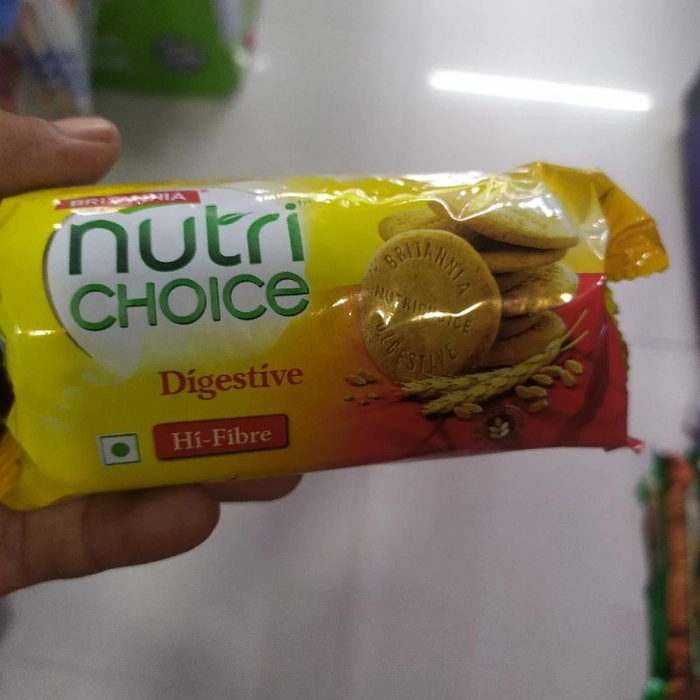 BRITANNIA
nutri
CHOICE
Digestive
Hi-Fibre
BRITANNIA
NUTRICHOICE
DIGESTIVE